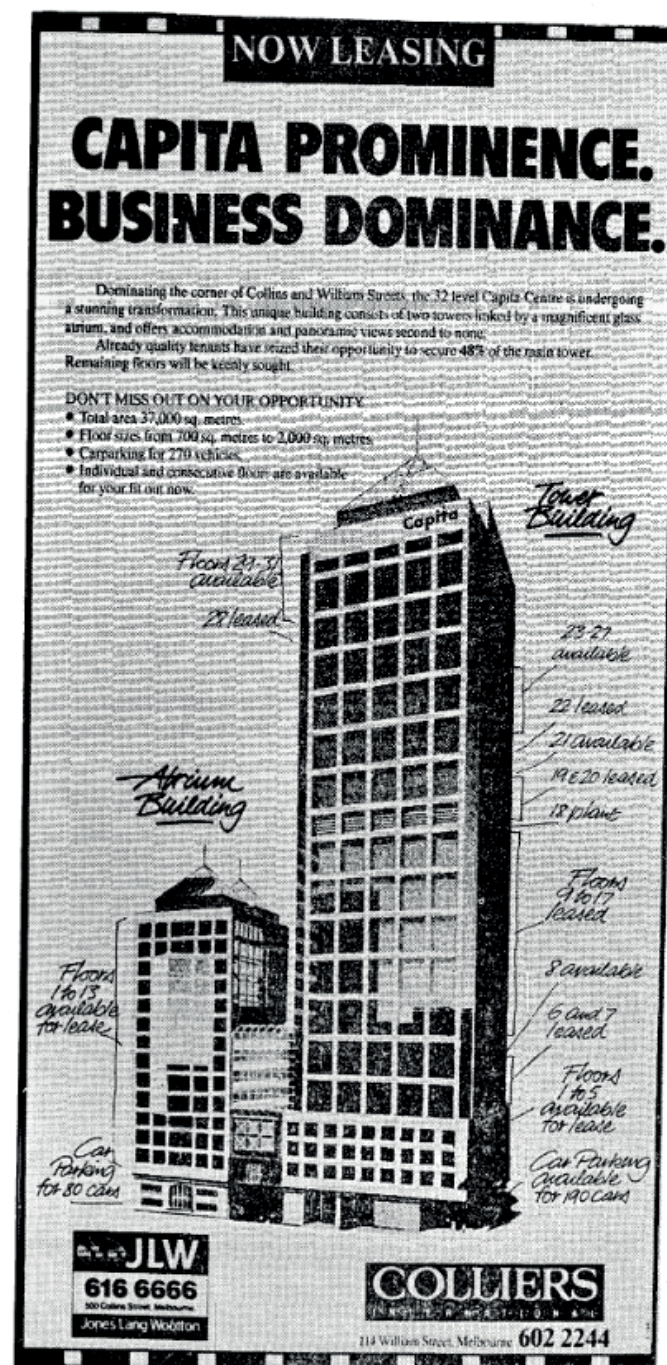 NOW LEASING
CAPITA PROMINENCE.
BUSINESS DOMINANCE.
Dominating the corner of Collins and William Streets, the 32 level Capita Centre is undergoing
a stunning transformation. This unique building consists of two towers linked by a magnificent glass
atrium, and offers accommodation and panoramic views second to none.
Already quality tenants have seized their opportunity to secure 48% of the main tower.
Remaining floors will be keenly sought.
DON'T MISS OUT ON YOUR OPPORTUNITY
• Total area 37,000 sq. metres.
• Floor sizes from 700 sq. metres to 2,000 sq. metres
• Carparking for 270 vehicles.
• Individual and consecutive floors are available
for your fit out now.
Tower
Building
Capita
Floors 29-31
available
28 leased
23-27
available
22 leased
21 available
19 & 20 leased
18 plant
Atrium
Building
Floors
9 to 17
leased
Floors
1 to 13
available
for lease
8 available
6 and 7
leased
Floors
1 to 5
available
for lease
Car
Parking
for 80 cars
Car Parking
available
for 190 cars
JLW
616 6666
500 Collins Street, Melbourne
Jones Lang Wootton
COLLIERS
INTERNATIONAL
114 William Street, Melbourne 602 2244